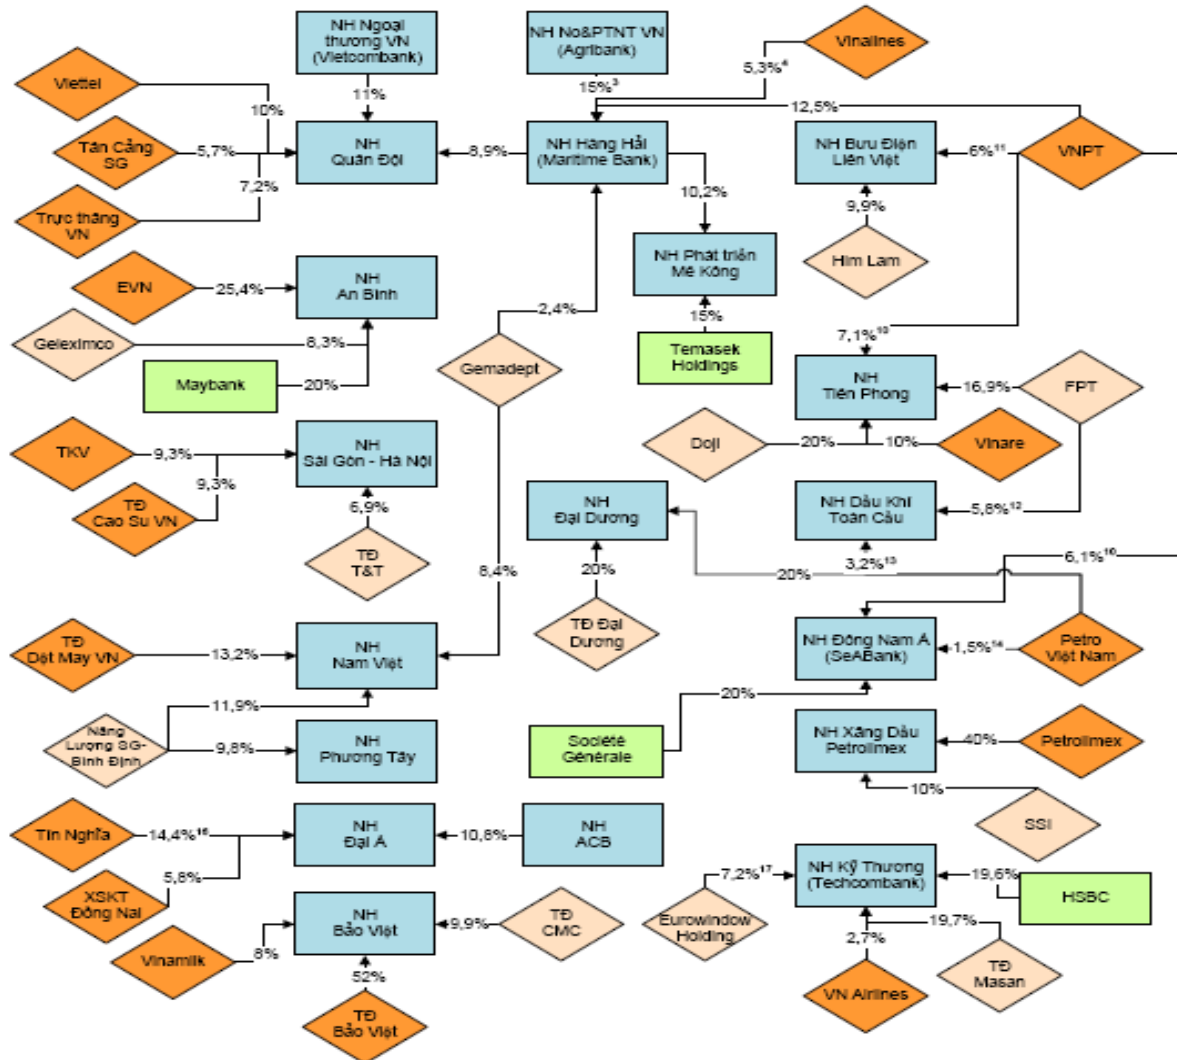 NH Ngoại
thương VN
(Vietcombank)
NH No&PTNT VN
(Agribank)
Vinalines
Viettel
5,3%⁴
11%
15%³
12,5%
10%
Tân Cảng
SG
5,7%
NH
Quân Đội
8,9%
NH Hàng Hải
(Maritime Bank)
NH Bưu Điện
Liên Việt
6%¹¹
VNPT
7,2%
10,2%
9,9%
Trực thăng
VN
NH Phát triển
Mê Kông
Him Lam
EVN
25,4%
NH
An Bình
2,4%
15%
Geleximco
8,3%
7,1%¹⁰
Maybank
20%
Gemadept
Temasek
Holdings
NH
Tiên Phong
16,9%
FPT
TKV
9,3%
NH
Sài Gòn - Hà Nội
Doji
20%
10%
Vinare
9,3%
TĐ
Cao Su VN
6,9%
NH
Đại Dương
NH Dầu Khí
Toàn Cầu
5,8%¹²
TĐ
T&T
8,4%
20%
3,2%¹³
6,1%¹⁶
20%
TĐ
Dệt May VN
13,2%
NH
Nam Việt
TĐ Đại
Dương
NH Đông Nam Á
(SeABank)
1,5%¹⁴
Petro
Việt Nam
11,9%
20%
Năng
Lượng SG-
Bình Định
9,8%
NH
Phương Tây
Société
Générale
NH Xăng Dầu
Petrolimex
40%
Petrolimex
10%
Tín Nghĩa
14,4%¹⁵
NH
Đại Á
10,8%
NH
ACB
SSI
5,8%
XSKT
Đồng Nai
7,2%¹⁷
NH Kỹ Thương
(Techcombank)
19,6%
HSBC
Vinamilk
8%
NH
Bảo Việt
9,9%
TĐ
CMC
Eurowindow
Holding
19,7%
2,7%
52%
TĐ
Masan
TĐ
Bảo Việt
VN Airlines